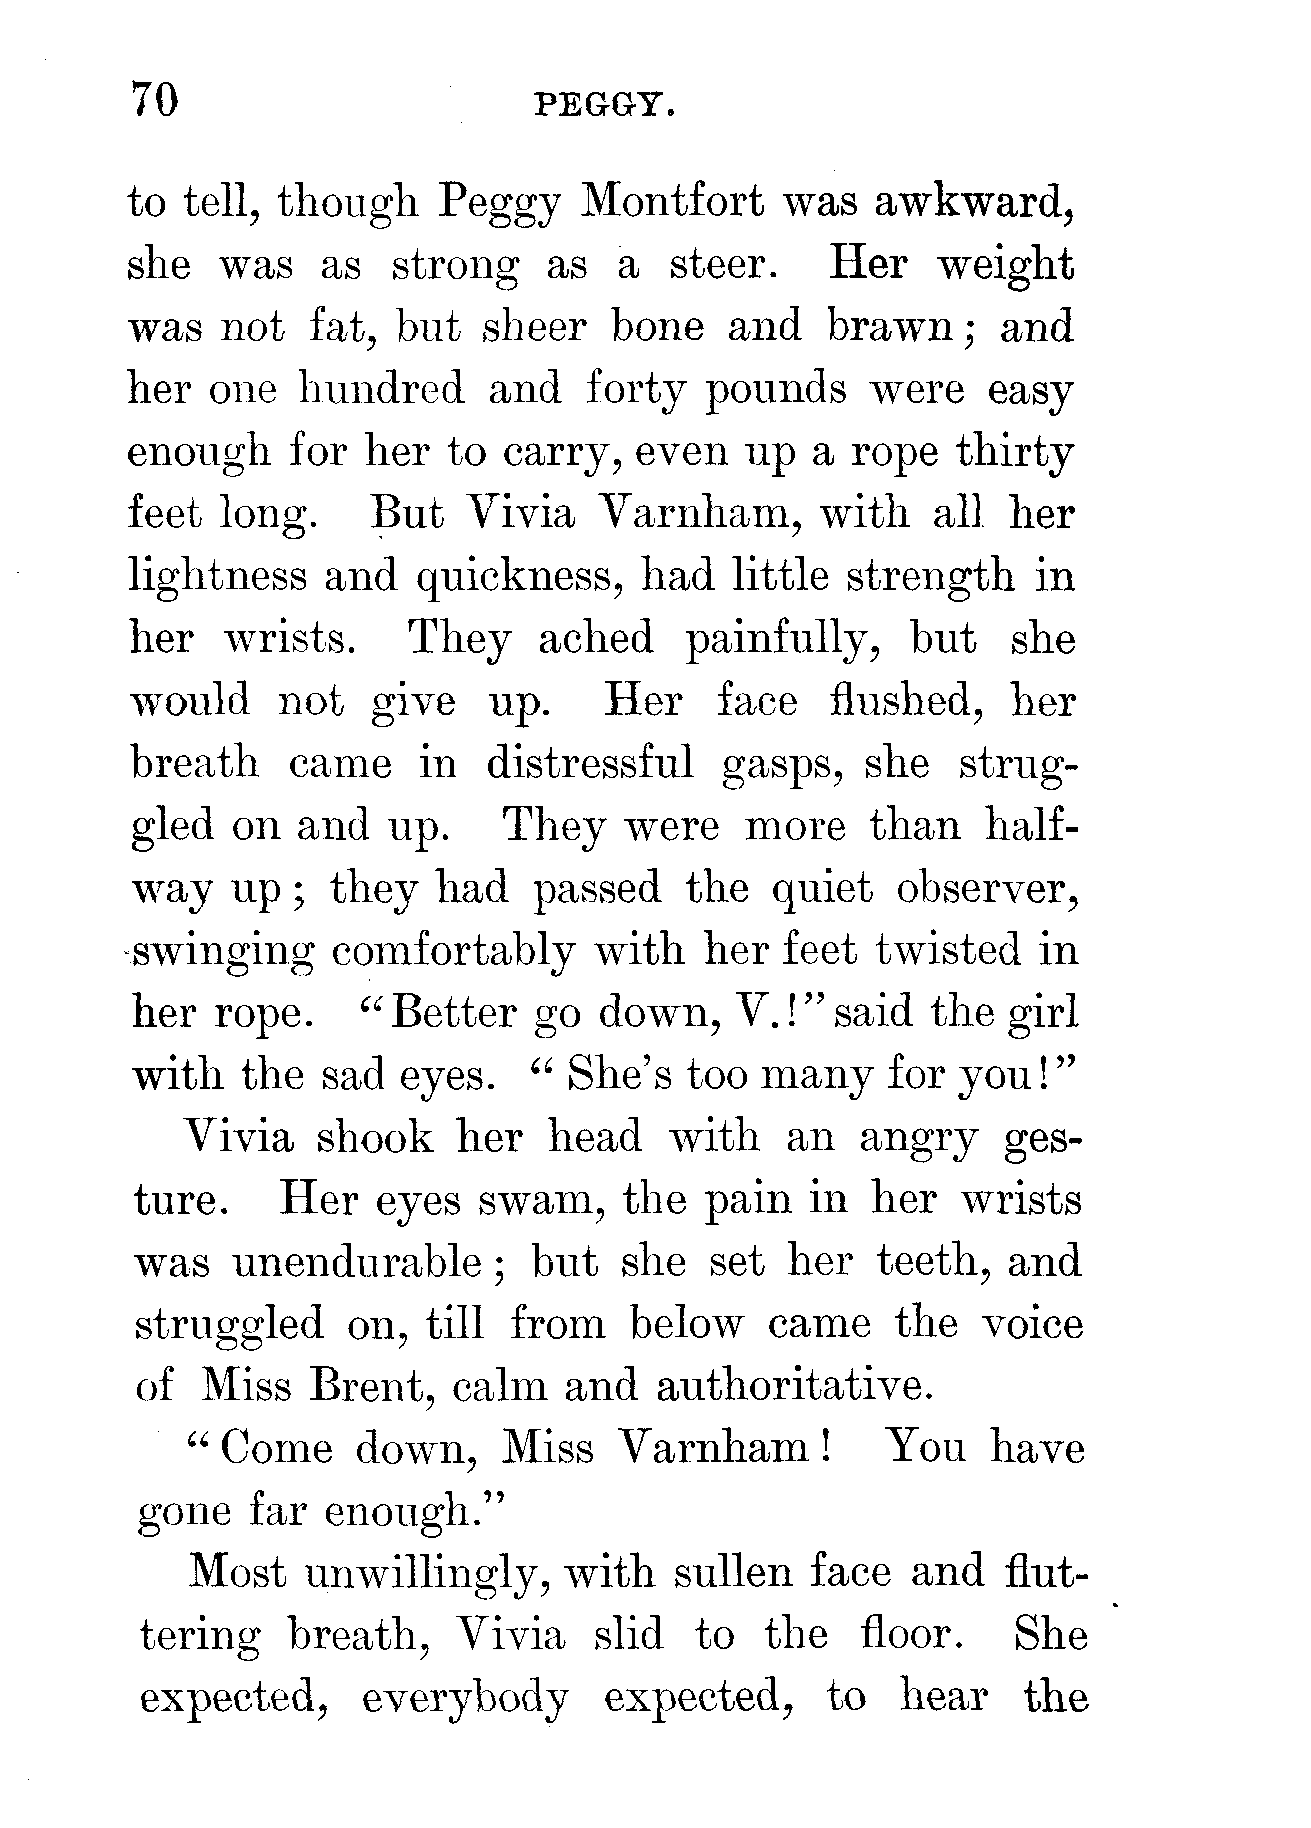 70 PEGGY.
to tell, though Peggy Montfort was awkward,
she was as strong as a steer. Her weight
was not fat, but sheer bone and brawn; and
her one hundred and forty pounds were easy
enough for her to carry, even up a rope thirty
feet long. But Vivia Varnham, with all her
lightness and quickness, had little strength in
her wrists. They ached painfully, but she
would not give up. Her face flushed, her
breath came in distressful gasps, she strug-
gled on and up. They were more than half-
way up; they had passed the quiet observer,
swinging comfortably with her feet twisted in
her rope. "Better go down, V.!" said the girl
with the sad eyes. "She's too many for you!"
Vivia shook her head with an angry ges-
ture. Her eyes swam, the pain in her wrists
was unendurable; but she set her teeth, and
struggled on, till from below came the voice
of Miss Brent, calm and authoritative.
"Come down, Miss Varnham! You have
gone far enough."
Most unwillingly, with sullen face and flut-
tering breath, Vivia slid to the floor. She
expected, everybody expected, to hear the